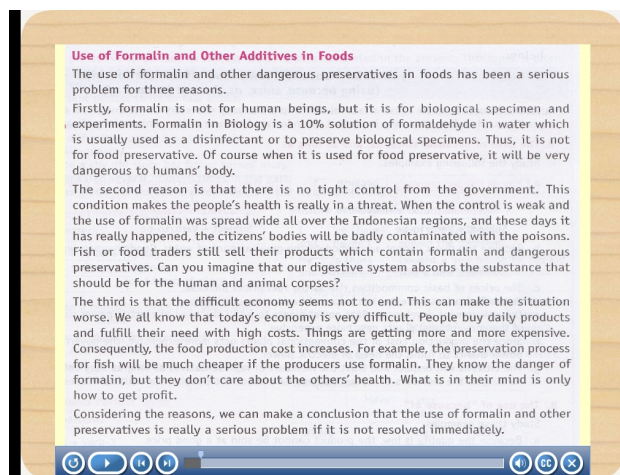 Use of Formalin and Other Additives in Foods
The use of formalin and other dangerous preservatives in foods has been a serious
problem for three reasons.
Firstly, formalin is not for human beings, but it is for biological specimen and
experiments. Formalin in Biology is a 10% solution of formaldehyde in water which
is usually used as a disinfectant or to preserve biological specimens. Thus, it is not
for food preservative. Of course when it is used for food preservative, it will be very
dangerous to humans' body.
The second reason is that there is no tight control from the government. This
condition makes the people's health is really in a threat. When the control is weak and
the use of formalin was spread wide all over the Indonesian regions, and these days it
has really happened, the citizens' bodies will be badly contaminated with the poisons.
Fish or food traders still sell their products which contain formalin and dangerous
preservatives. Can you imagine that our digestive system absorbs the substance that
should be for the human and animal corpses?
The third is that the difficult economy seems not to end. This can make the situation
worse. We all know that today's economy is very difficult. People buy daily products
and fulfill their need with high costs. Things are getting more and more expensive.
Consequently, the food production cost increases. For example, the preservation process
for fish will be much cheaper if the producers use formalin. They know the danger of
formalin, but they don't care about the others' health. What is in their mind is only
how to get profit.
Considering the reasons, we can make a conclusion that the use of formalin and other
preservatives is really a serious problem if it is not resolved immediately.
CC